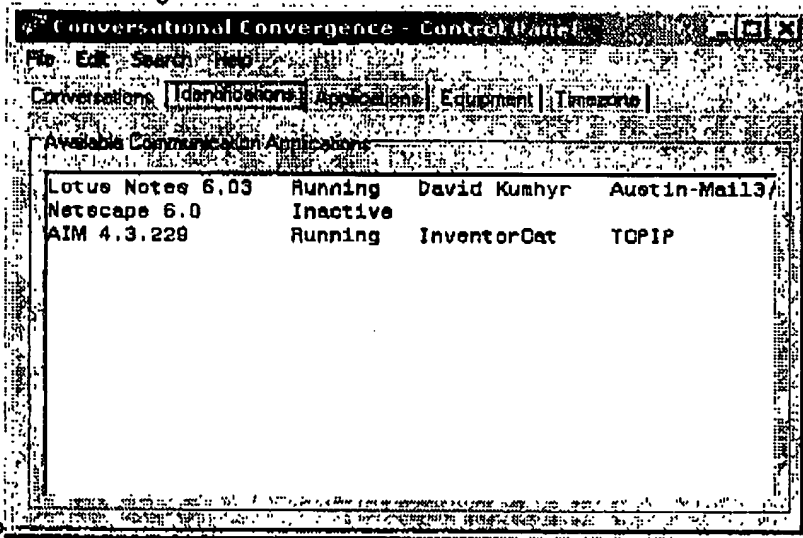 Conversational Convergence - Control Panel
File Edit Search Help
Conversations Identifications Applications Equipment Timezone
Available Communication Applications
Lotus Notes 6.03 Running David Kumhyr Austin-Mail3/
Netscape 6.0 Inactive
AIM 4.3.229 Running InventorCat TCPIP